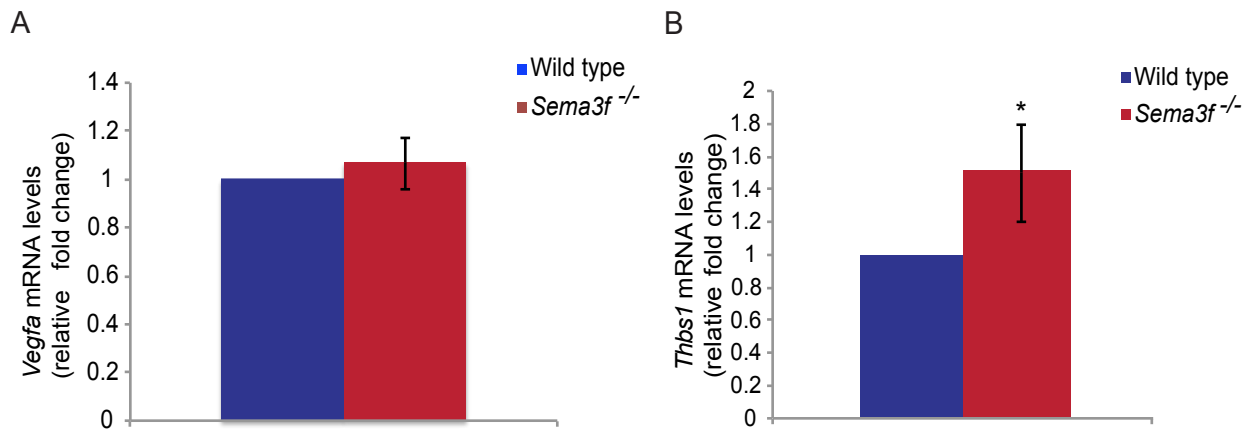 A
Wild type
Sema3f -/-
1.4
1.2
1
0.8
0.6
0.4
0.2
0
Vegfa mRNA levels
(relative fold change)
B
Wild type
Sema3f -/-
2
1.8
1.6
1.4
1.2
1
0.8
0.6
0.4
0.2
0
*
Thbs1 mRNA levels
(relative fold change)